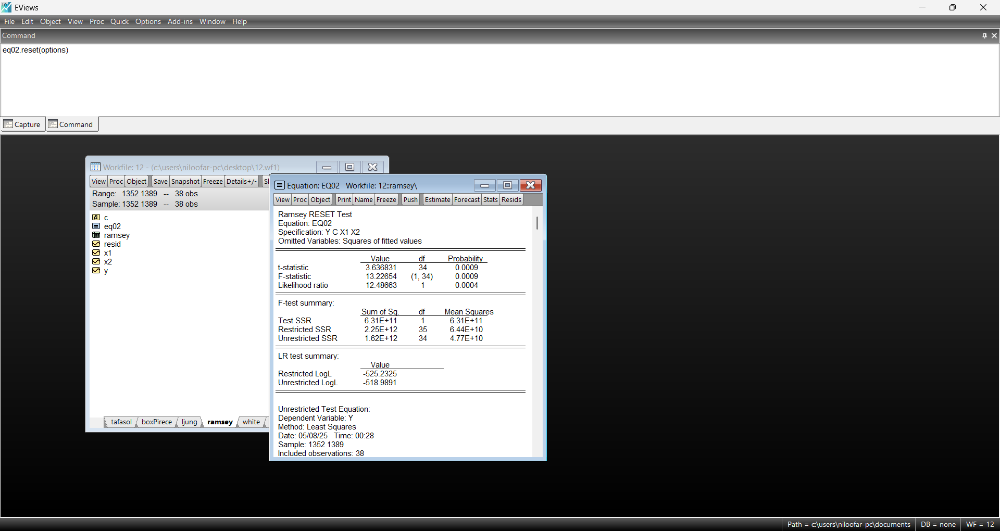 EViews
File Edit Object View Proc Quick Options Add-ins Window Help
Command
eq02.reset(options)
Capture Command
Workfile: 12 - (c:\users\niloofar-pc\desktop\12.wf1)
View Proc Object Save Snapshot Freeze Details+/-
Range: 1352 1389 -- 38 obs
Sample: 1352 1389 -- 38 obs
c
eq02
ramsey
resid
x1
x2
y
tafasol boxPirece ljung ramsey white
Equation: EQ02 Workfile: 12::ramsey\
View Proc Object Print Name Freeze Push Estimate Forecast Stats Resids
Ramsey RESET Test
Equation: EQ02
Specification: Y C X1 X2
Omitted Variables: Squares of fitted values
Value df Probability
t-statistic 3.636831 34 0.0009
F-statistic 13.22654 (1, 34) 0.0009
Likelihood ratio 12.48663 1 0.0004
F-test summary:
Sum of Sq. df Mean Squares
Test SSR 6.31E+11 1 6.31E+11
Restricted SSR 2.25E+12 35 6.44E+10
Unrestricted SSR 1.62E+12 34 4.77E+10
LR test summary:
Value
Restricted LogL -525.2325
Unrestricted LogL -518.9891
Unrestricted Test Equation:
Dependent Variable: Y
Method: Least Squares
Date: 05/08/25 Time: 00:28
Sample: 1352 1389
Included observations: 38
Path = c:\users\niloofar-pc\documents DB = none WF = 12